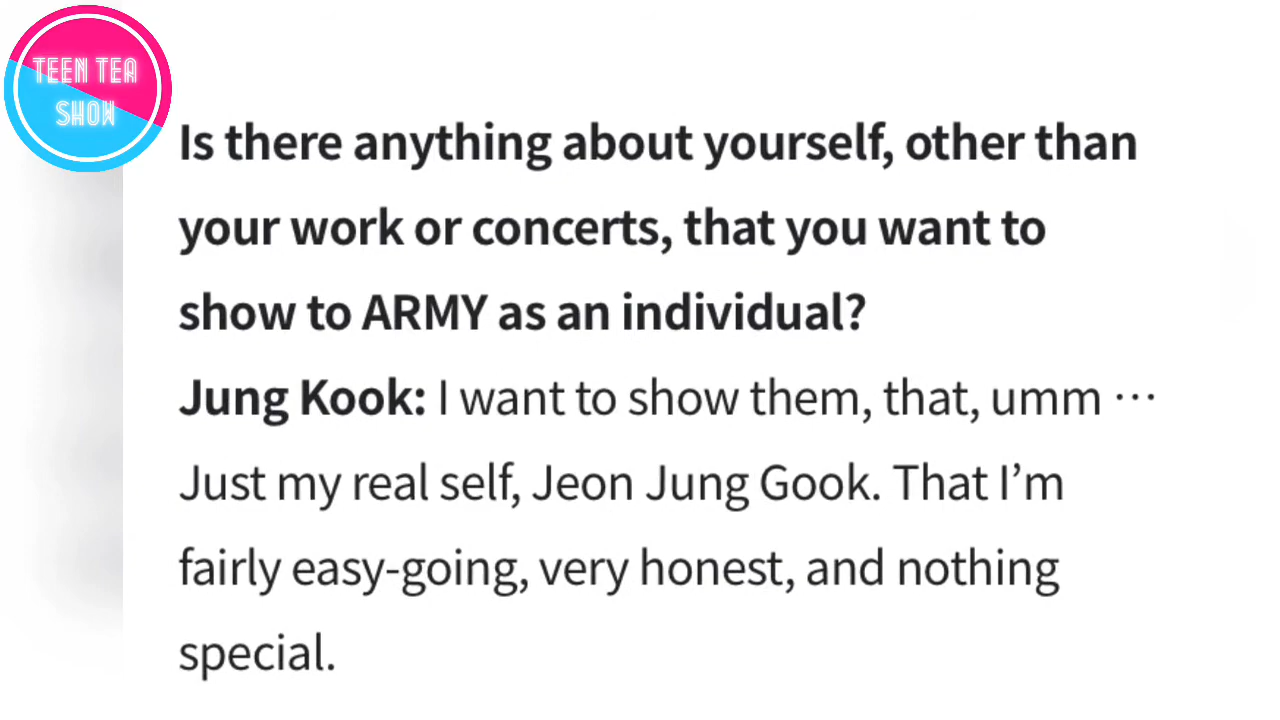 TEEN TEA
SHOW
Is there anything about yourself, other than
your work or concerts, that you want to
show to ARMY as an individual?
Jung Kook: I want to show them, that, umm ⋯
Just my real self, Jeon Jung Gook. That I’m
fairly easy-going, very honest, and nothing
special.